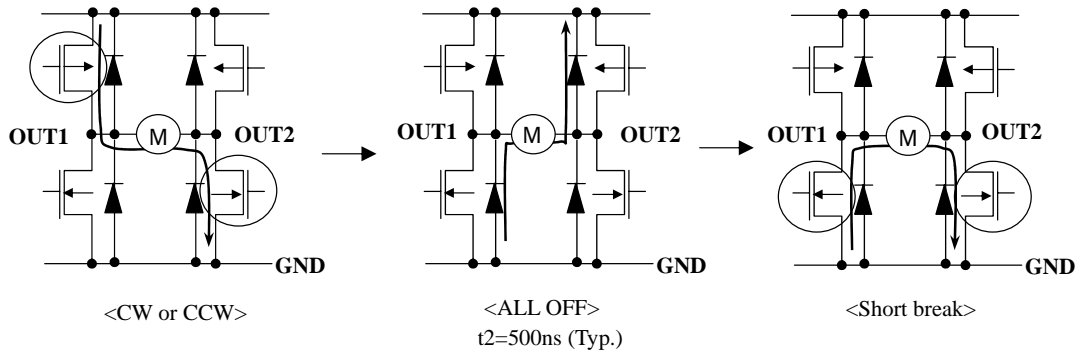 M
M
M
OUT1
OUT2
OUT1
OUT2
OUT1
OUT2
GND
GND
GND
<CW or CCW>
<ALL OFF>
t2=500ns (Typ.)
<Short break>